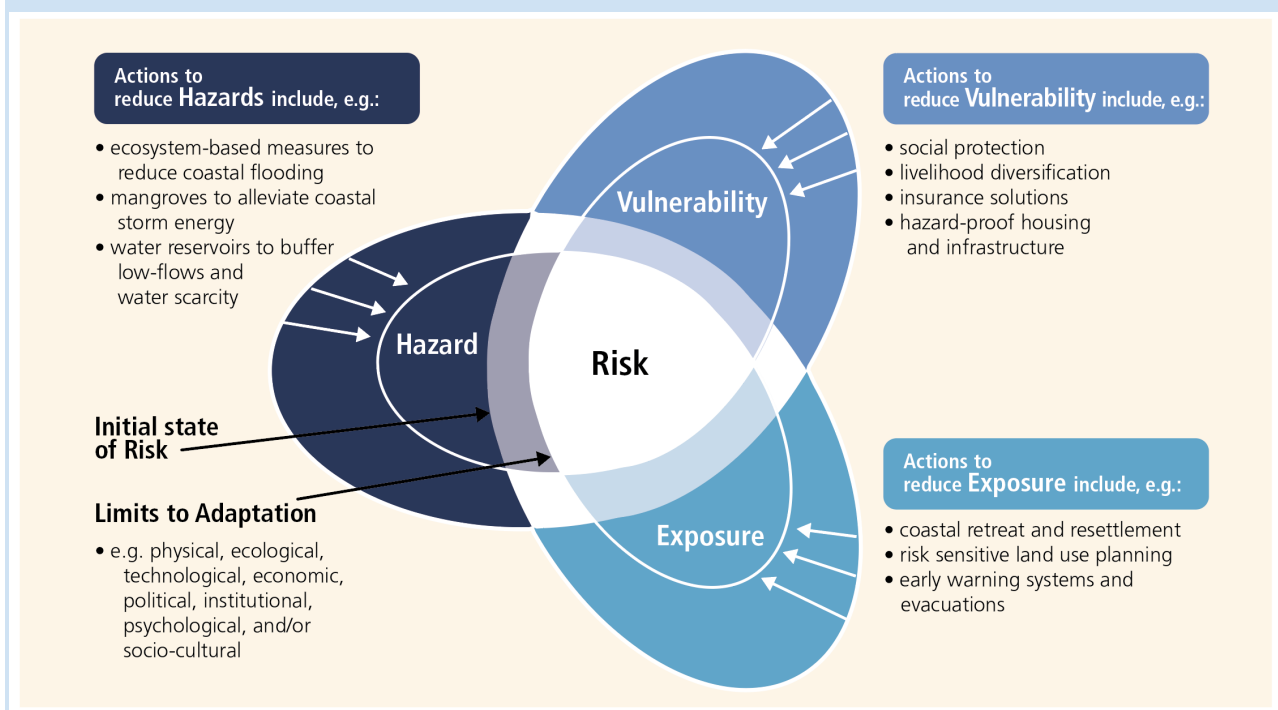 Actions to
reduce Hazards include, e.g.:
• ecosystem-based measures to
reduce coastal flooding
• mangroves to alleviate coastal
storm energy
• water reservoirs to buffer
low-flows and
water scarcity
Actions to
reduce Vulnerability include, e.g.:
• social protection
• livelihood diversification
• insurance solutions
• hazard-proof housing
and infrastructure
Vulnerability
Hazard
Risk
Exposure
Initial state
of Risk
Limits to Adaptation
• e.g. physical, ecological,
technological, economic,
political, institutional,
psychological, and/or
socio-cultural
Actions to
reduce Exposure include, e.g.:
• coastal retreat and resettlement
• risk sensitive land use planning
• early warning systems and
evacuations